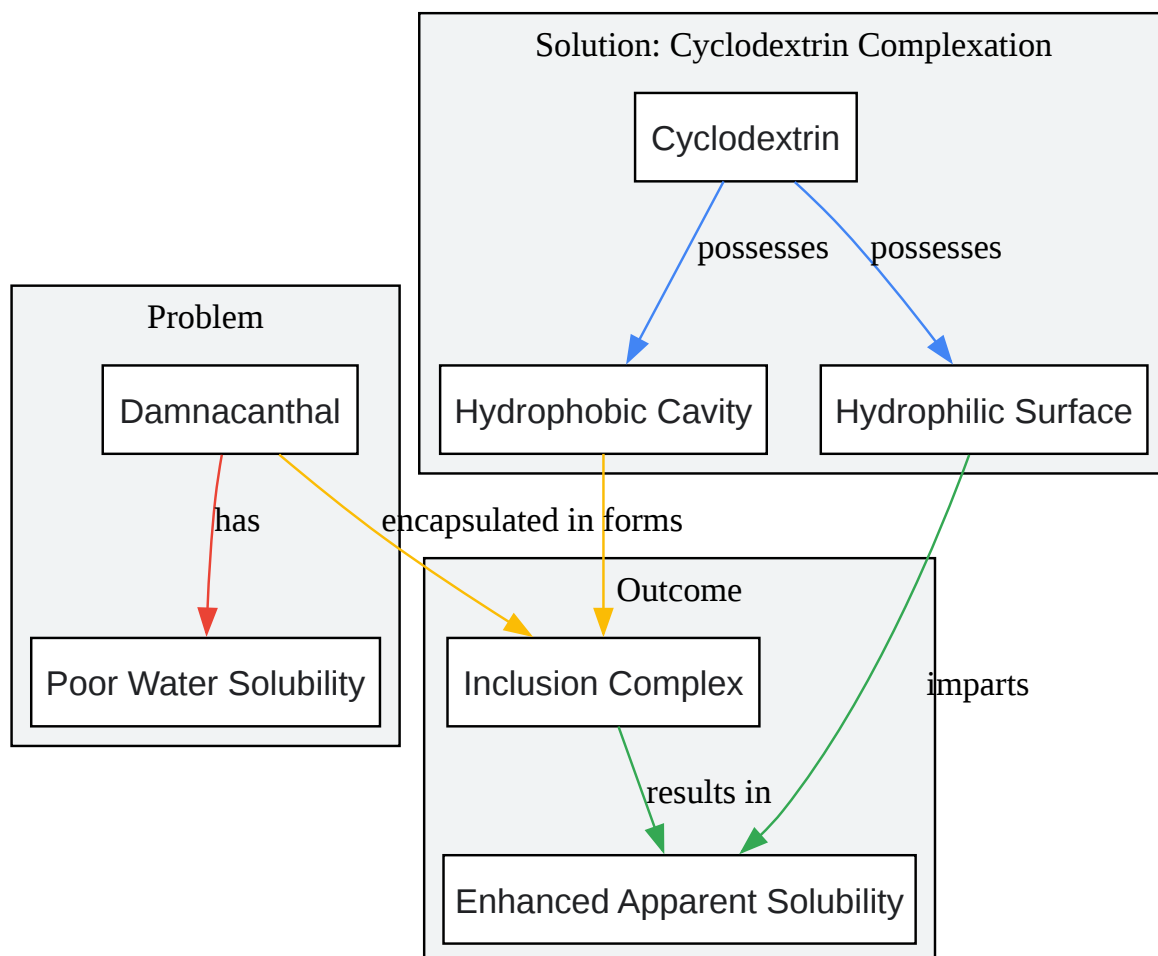 Solution: Cyclodextrin Complexation
Cyclodextrin
possesses
possesses
Problem
Damnacanthal
Hydrophobic Cavity
Hydrophilic Surface
has
encapsulated in
forms
Outcome
Poor Water Solubility
Inclusion Complex
imparts
results in
Enhanced Apparent Solubility